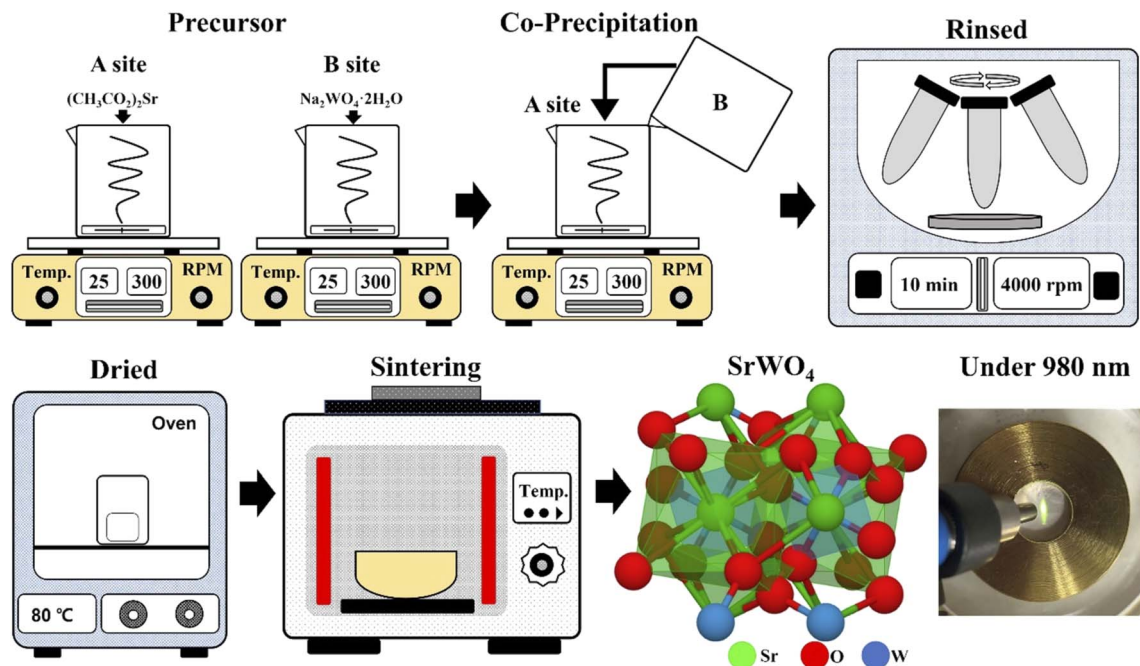 Precursor
Co-Precipitation
Rinsed
A site
B site
(CH₃CO₂)₂Sr
Na₂WO₄·2H₂O
A site
B
Temp.
RPM
25
300
Temp.
RPM
25
300
Temp.
RPM
25
300
10 min
4000 rpm
Dried
Sintering
SrWO₄
Under 980 nm
Oven
Temp.
80 ℃
Sr
O
W